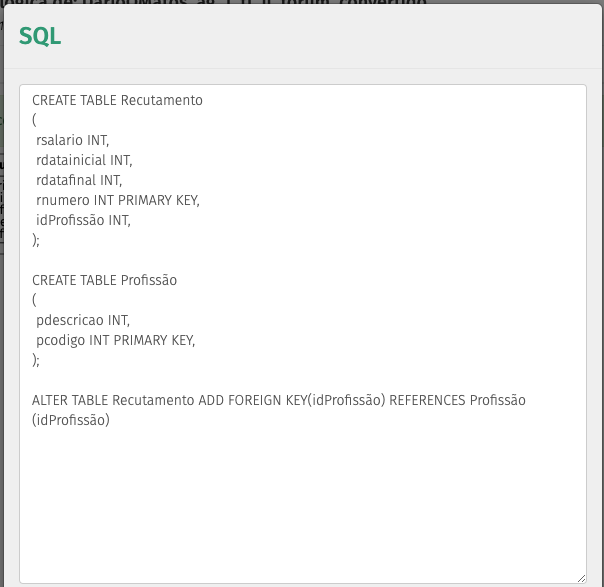 SQL
CREATE TABLE Recutamento
(
rsalario INT,
rdatainicial INT,
rdatafinal INT,
rnumero INT PRIMARY KEY,
idProfissão INT,
);
CREATE TABLE Profissão
(
pdescricao INT,
pcodigo INT PRIMARY KEY,
);
ALTER TABLE Recutamento ADD FOREIGN KEY(idProfissão) REFERENCES Profissão
(idProfissão)